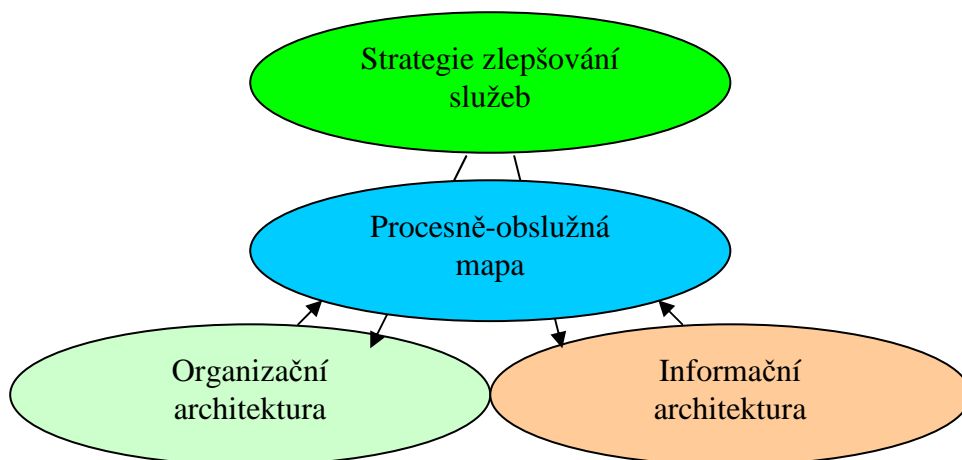 Strategie zlepšování
služeb
Procesně-obslužná
mapa
Organizační
architektura
Informační
architektura